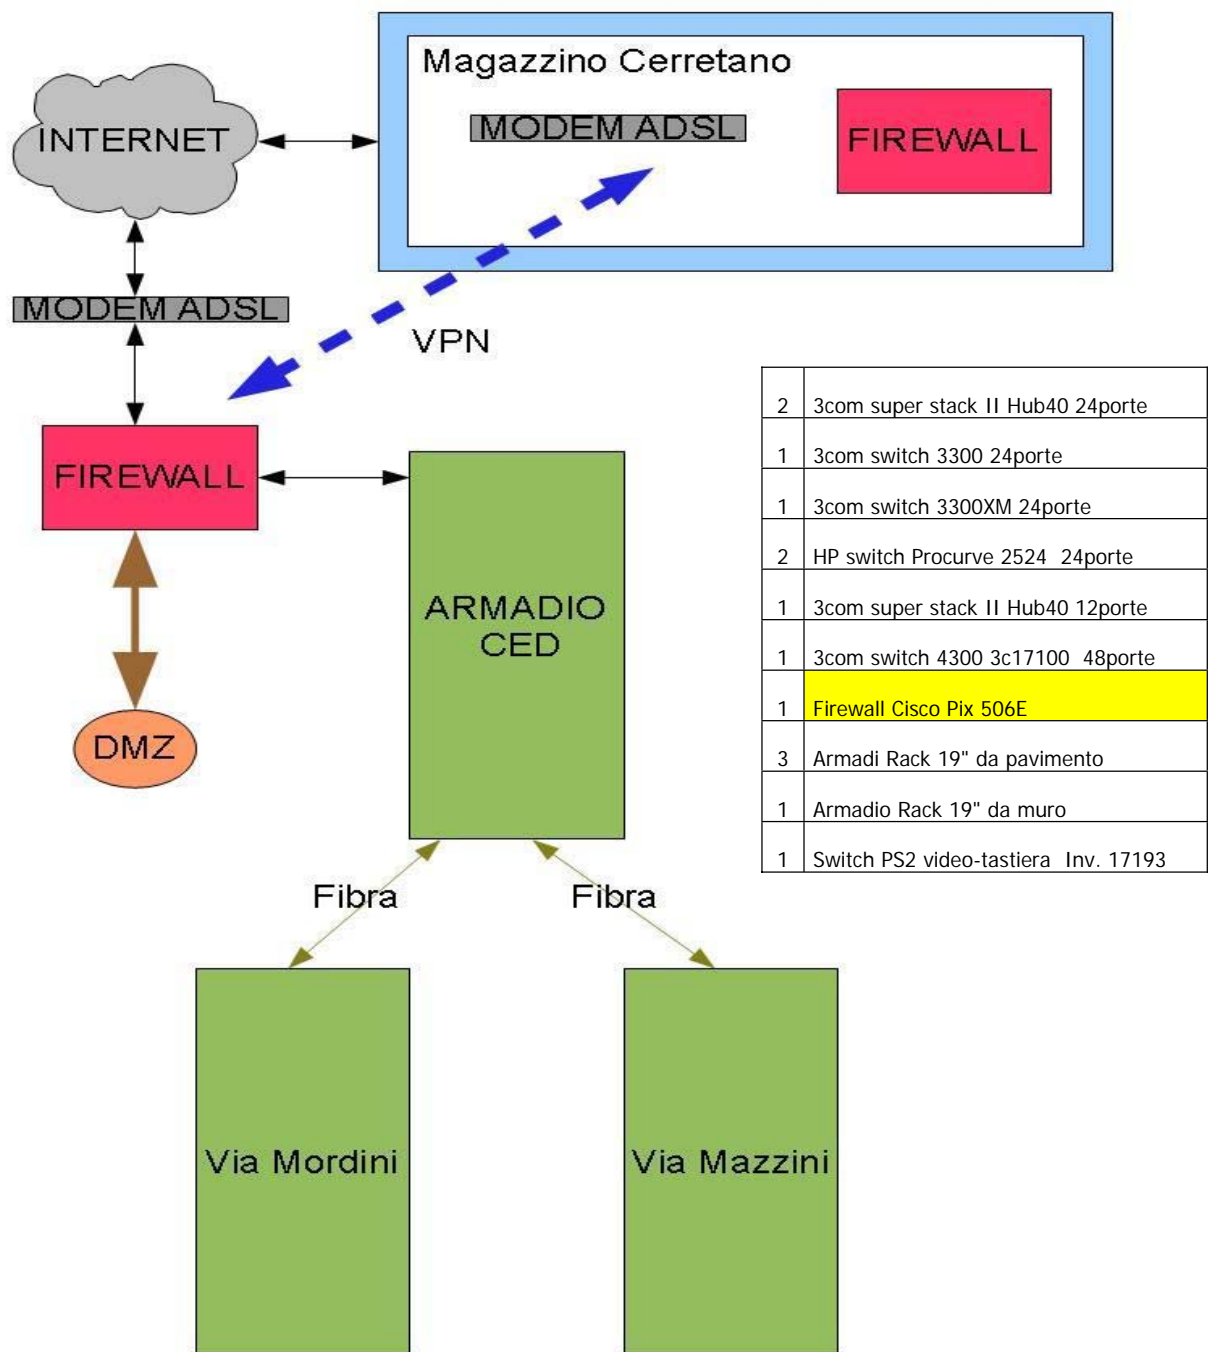 Magazzino Cerretano
INTERNET
MODEM ADSL
FIREWALL
MODEM ADSL
VPN
FIREWALL
ARMADIO
CED
DMZ
2 3com super stack II Hub40 24porte
1 3com switch 3300 24porte
1 3com switch 3300XM 24porte
2 HP switch Procurve 2524 24porte
1 3com super stack II Hub40 12porte
1 3com switch 4300 3c17100 48porte
1 Firewall Cisco Pix 506E
3 Armadi Rack 19" da pavimento
1 Armadio Rack 19" da muro
1 Switch PS2 video-tastiera Inv. 17193
Fibra
Fibra
Via Mordini
Via Mazzini